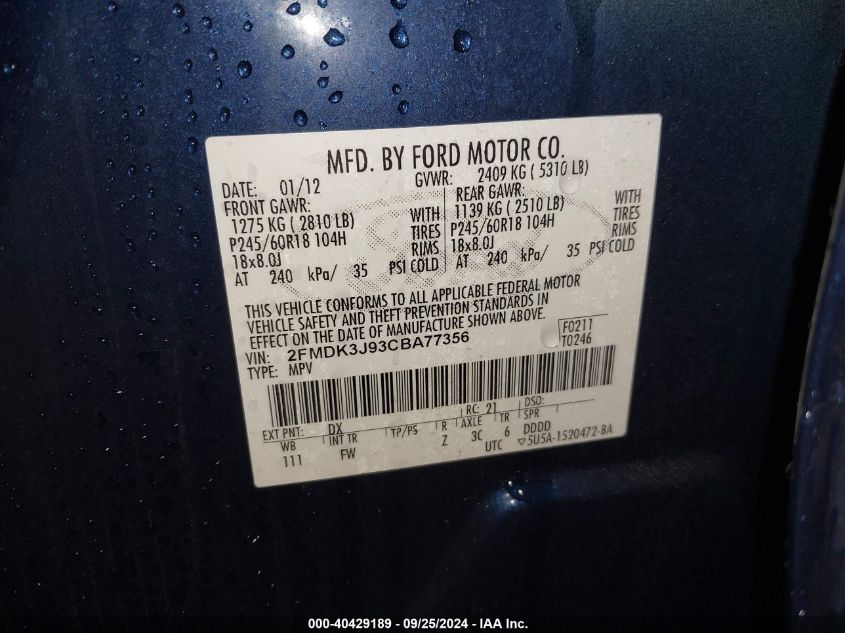 MFD. BY FORD MOTOR CO.
DATE: 01/12 GVWR: 2409 KG ( 5310 LB)
FRONT GAWR: REAR GAWR:
1275 KG ( 2810 LB) WITH 1139 KG ( 2510 LB) WITH
P245/60R18 104H TIRES P245/60R18 104H TIRES
18x8.0J RIMS 18x8.0J RIMS
AT 240 kPa/ 35 PSI COLD AT 240 kPa/ 35 PSI COLD
THIS VEHICLE CONFORMS TO ALL APPLICABLE FEDERAL MOTOR
VEHICLE SAFETY AND THEFT PREVENTION STANDARDS IN
EFFECT ON THE DATE OF MANUFACTURE SHOWN ABOVE.
VIN: 2FMDK3J93CBA77356 F0211
TYPE: MPV T0246
EXT PNT: DX RC: 21 DSO:
WB INT TR TP/PS R AXLE TR SPR
111 FW Z 3C 6 DDDD
UTC ▽5U5A-1520472-BA
000-40429189 - 09/25/2024 - IAA Inc.